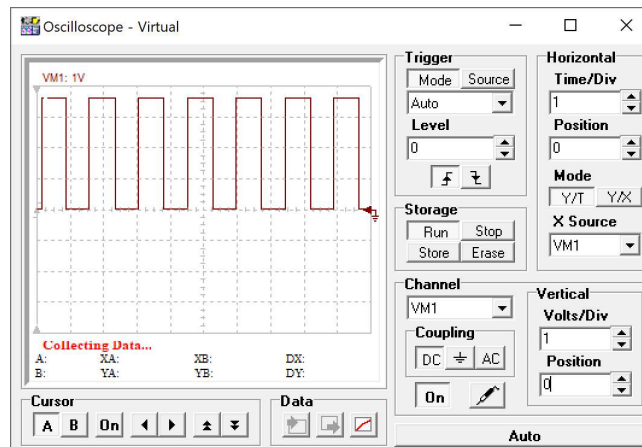 Oscilloscope - Virtual
VM1: 1V
Collecting Data...
A: XA: XB: DX:
B: YA: YB: DY:
Cursor
A B On
Data
Trigger
Mode Source
Auto
Level
0
Storage
Run Stop
Store Erase
Channel
VM1
Coupling
DC AC
On
Horizontal
Time/Div
1
Position
0
Mode
Y/T Y/X
X Source
VM1
Vertical
Volts/Div
1
Position
0
Auto